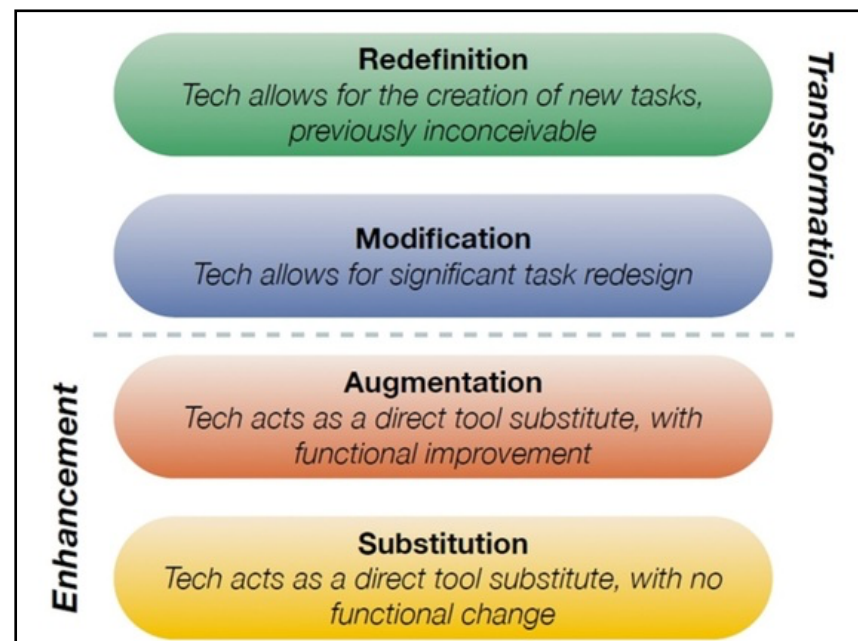 Redefinition
Tech allows for the creation of new tasks,
previously inconceivable
Transformation
Modification
Tech allows for significant task redesign
Augmentation
Tech acts as a direct tool substitute, with
functional improvement
Enhancement
Substitution
Tech acts as a direct tool substitute, with no
functional change